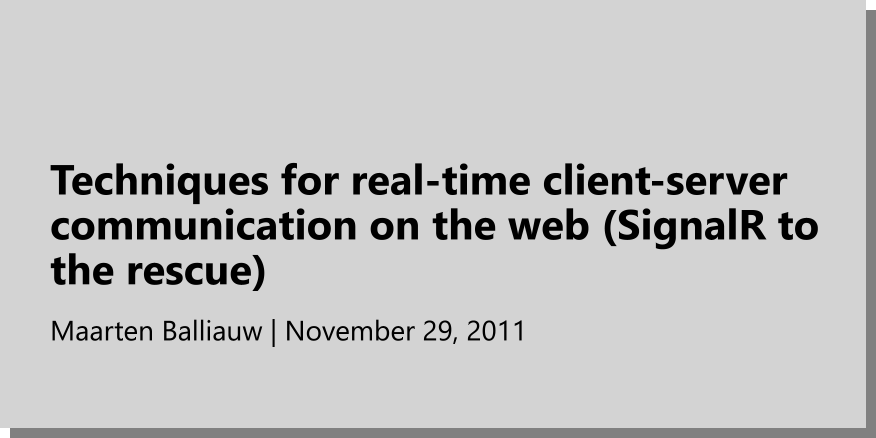 Techniques for real-time client-server
communication on the web (SignalR to
the rescue)
Maarten Balliauw | November 29, 2011